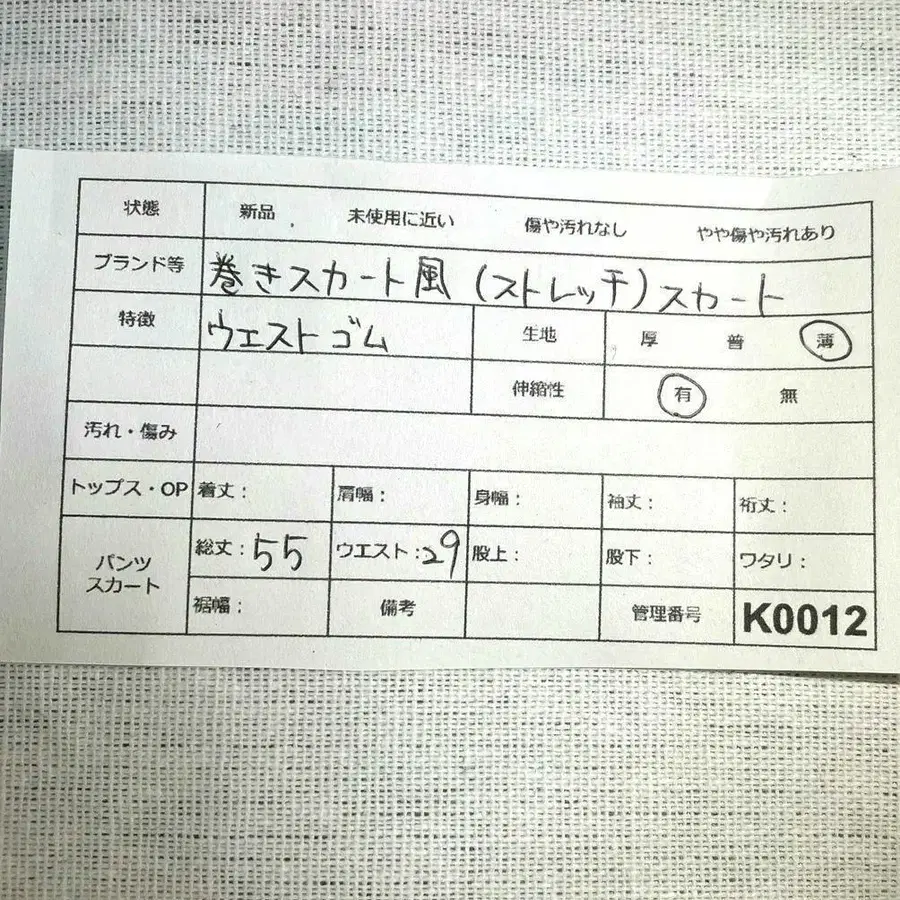 状態 新品 未使用に近い 傷や汚れなし やや傷や汚れあり
ブランド等 巻きスカート風(ストレッチ)スカート
特徴 ウエストゴム 生地 厚 普 薄
伸縮性 有 無
汚れ・傷み
トップス・OP 着丈: 肩幅: 身幅: 袖丈: 裄丈:
パンツ
スカート
総丈:55 ウエスト:29 股上: 股下: ワタリ:
裾幅: 備考 管理番号 K0012